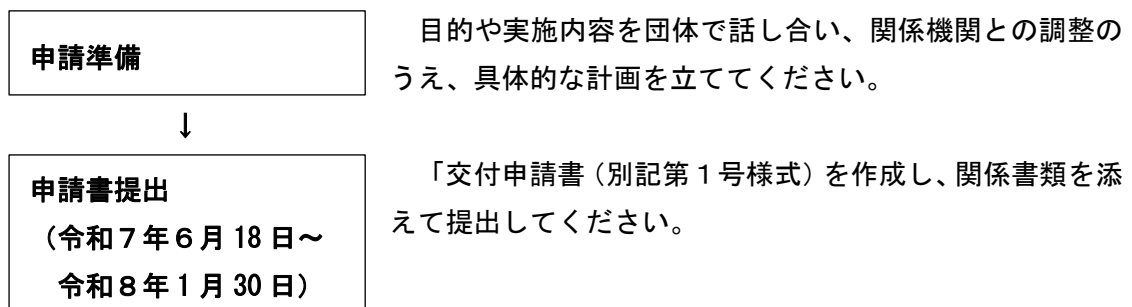 申請準備
目的や実施内容を団体で話し合い、関係機関との調整の
うえ、具体的な計画を立ててください。
↓
申請書提出
（令和７年６月 18 日～
令和８年１月 30 日）
「交付申請書（別記第１号様式）を作成し、関係書類を添
えて提出してください。